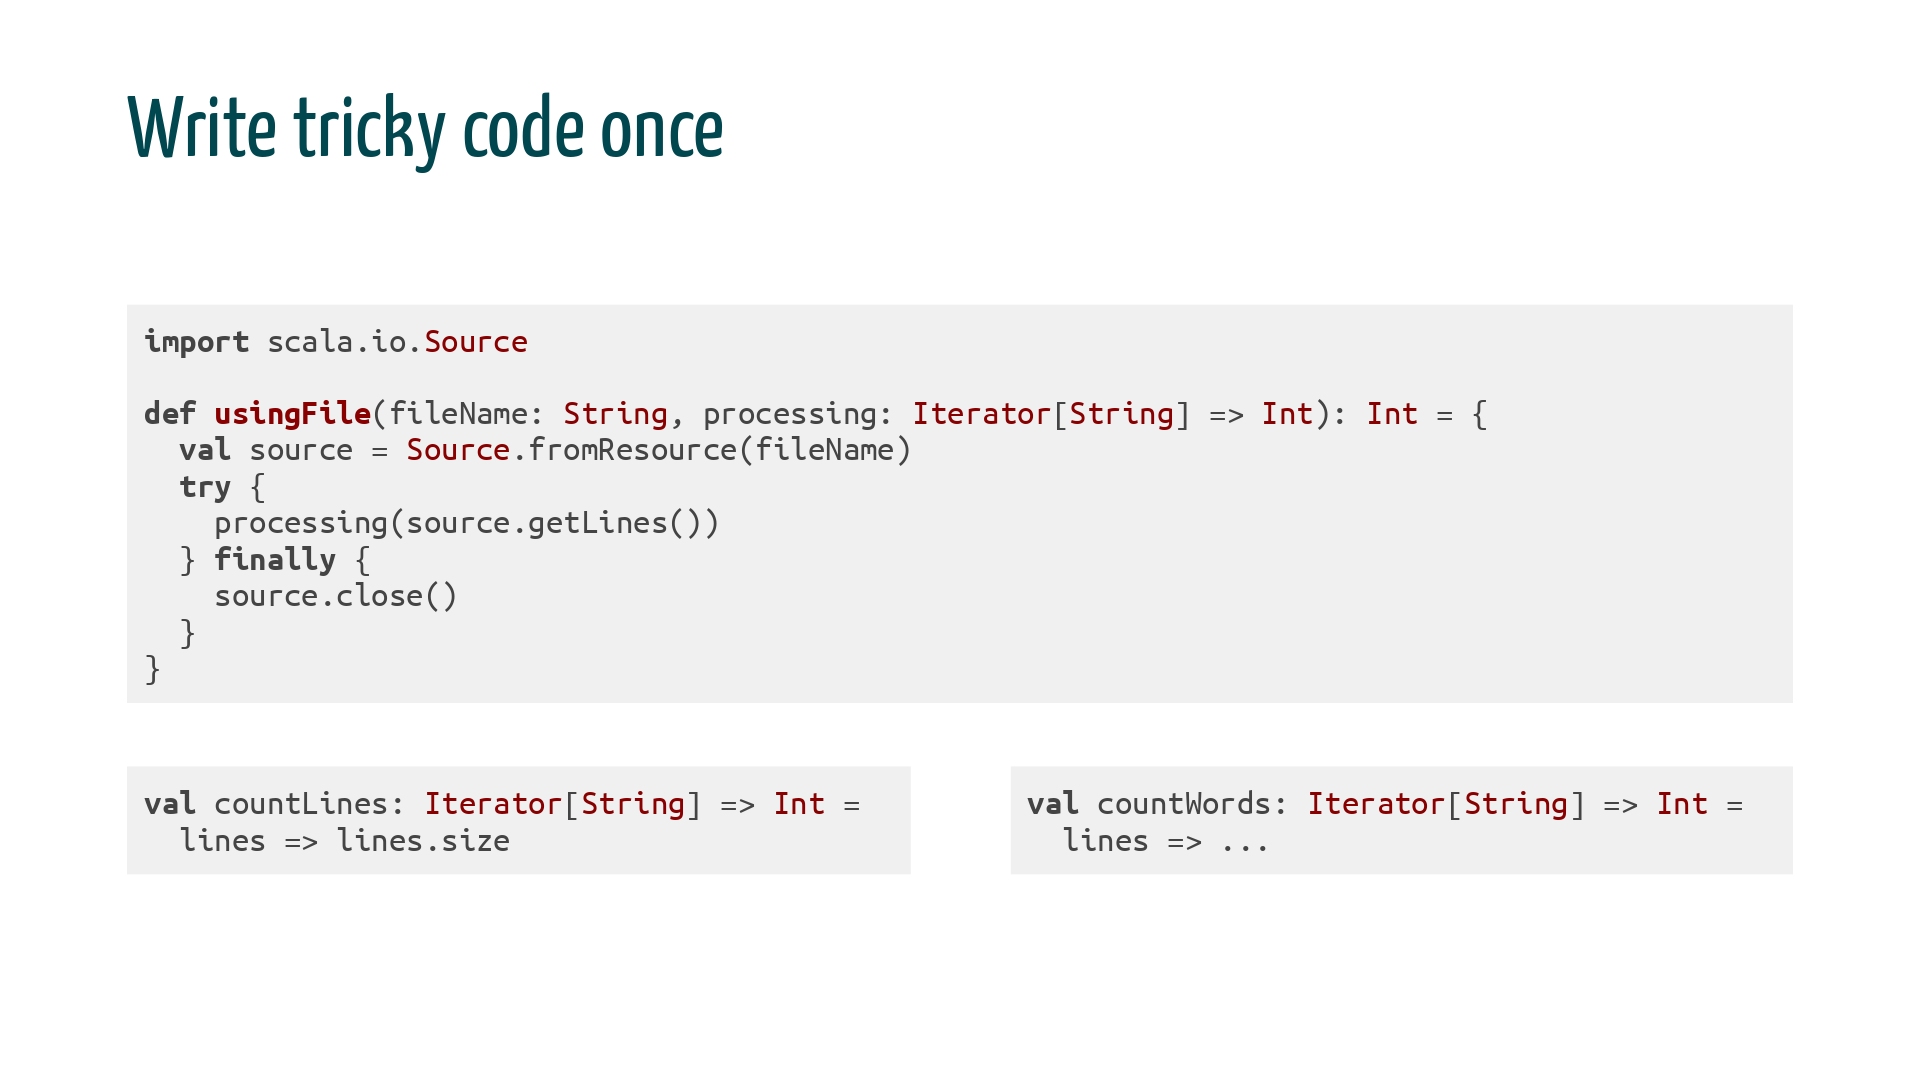 Write tricky code once
import scala.io.Source
def usingFile(fileName: String, processing: Iterator[String] => Int): Int = {
  val source = Source.fromResource(fileName)
  try {
    processing(source.getLines())
  } finally {
    source.close()
  }
}
val countLines: Iterator[String] => Int =
  lines => lines.size
val countWords: Iterator[String] => Int =
  lines => ...